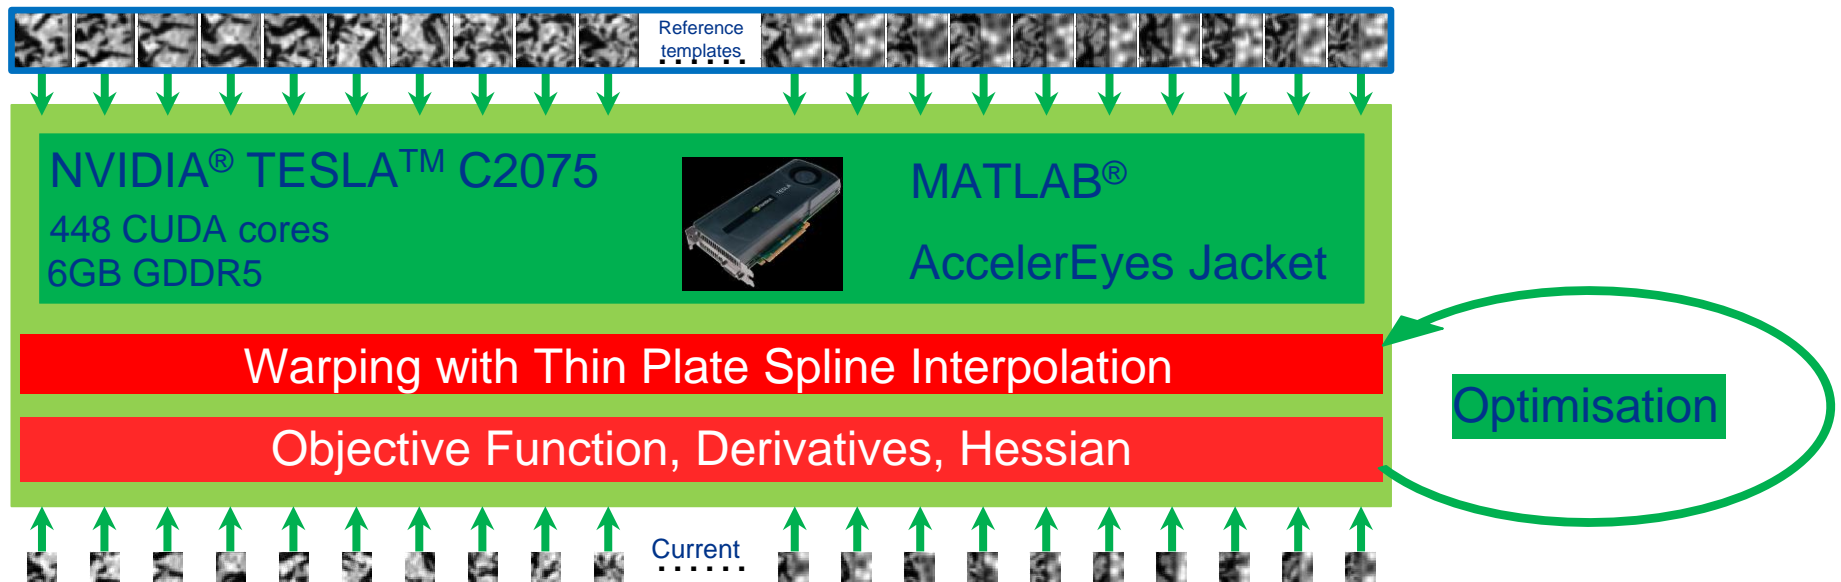 Reference
templates
NVIDIA® TESLA™ C2075
448 CUDA cores
6GB GDDR5
TESLA
MATLAB®
AccelerEyes Jacket
Warping with Thin Plate Spline Interpolation
Objective Function, Derivatives, Hessian
Optimisation
Current